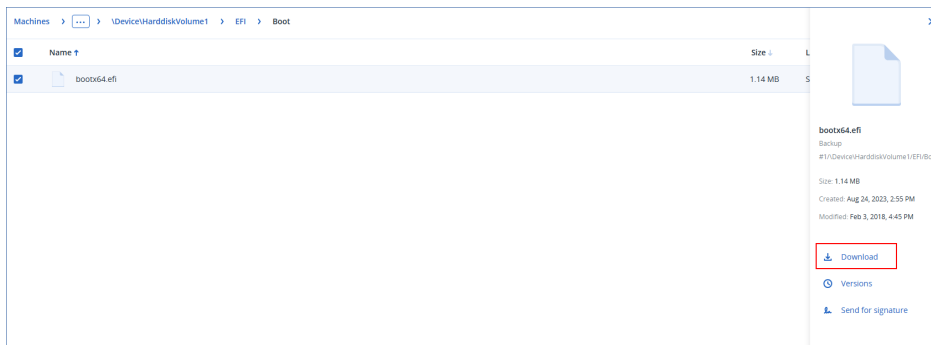 Machines > ... > \Device\HarddiskVolume1 > EFI > Boot
Name ↑ Size ↓ L
bootx64.efi 1.14 MB S
bootx64.efi
Backup
#1/\Device\HarddiskVolume1/EFI/Bo
Size: 1.14 MB
Created: Aug 24, 2023, 2:55 PM
Modified: Feb 3, 2018, 4:45 PM
Download
Versions
Send for signature